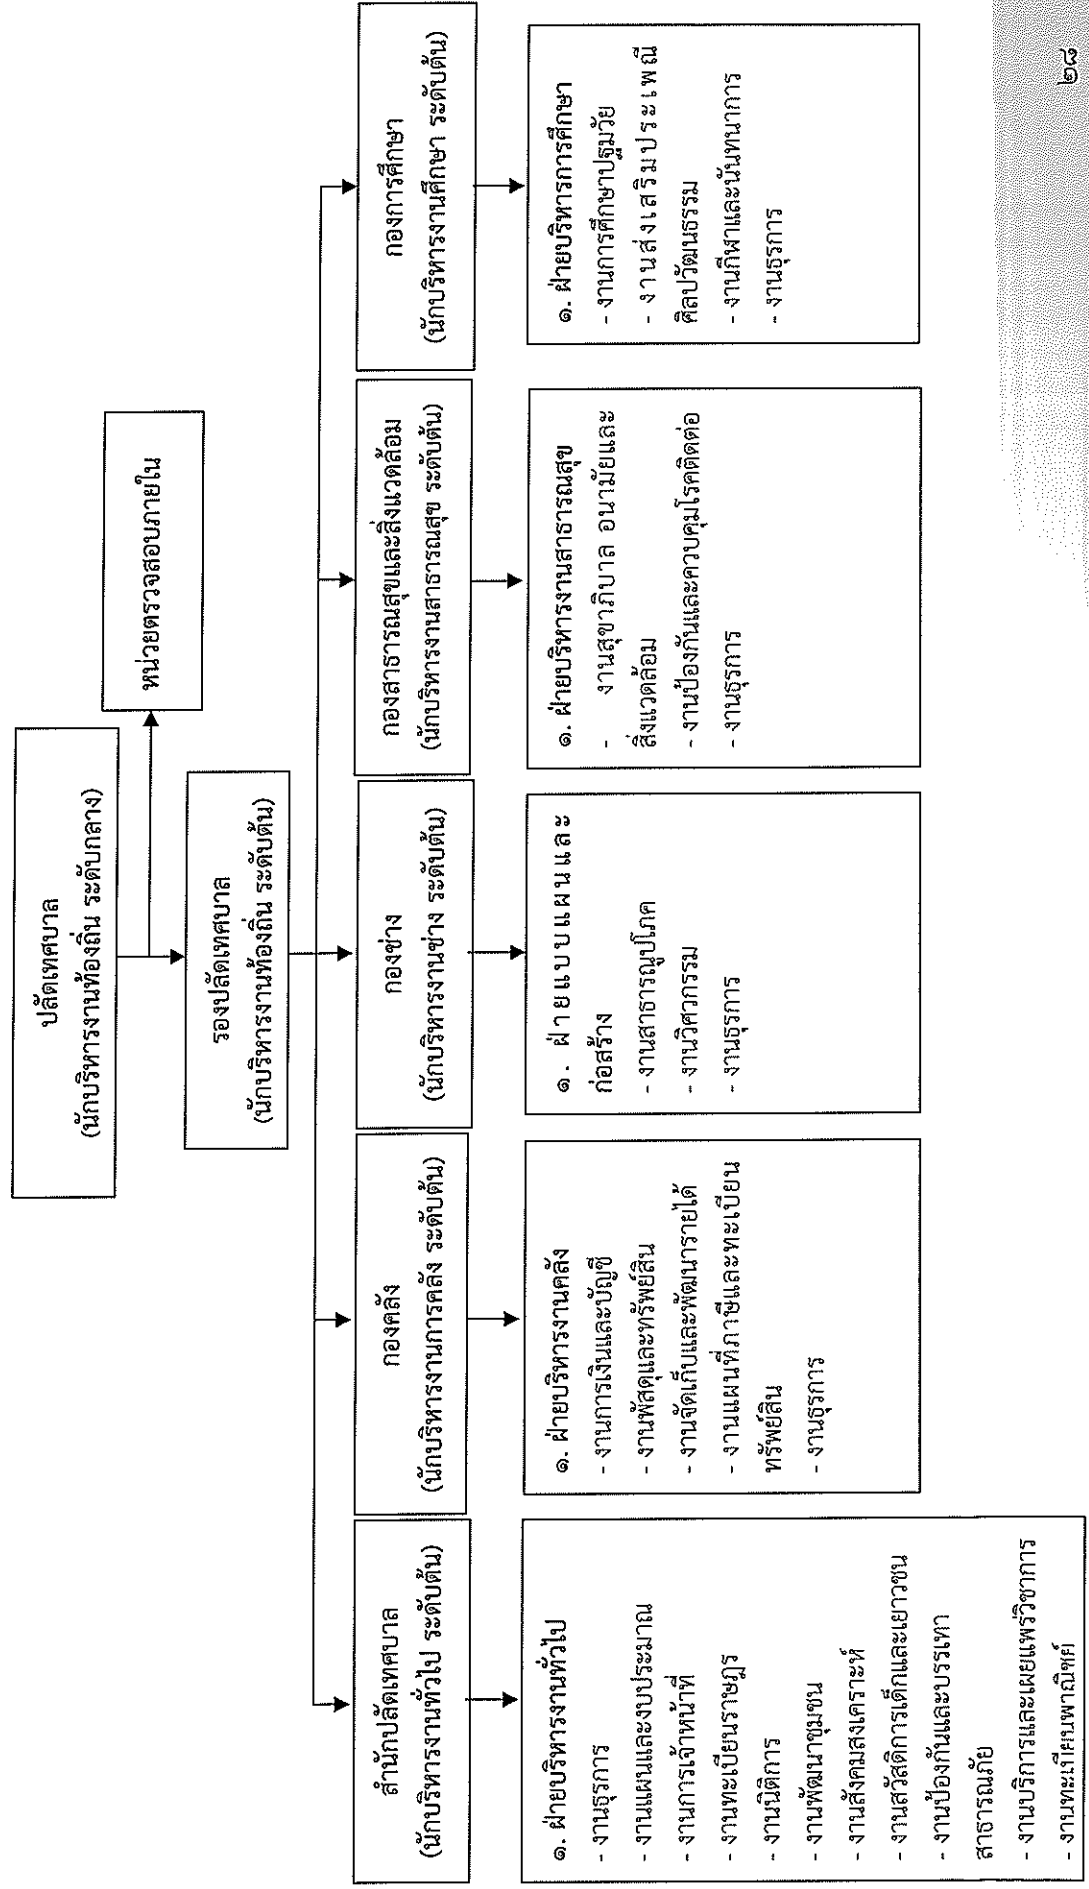 ปลัดเทศบาล
(นักบริหารงานท้องถิ่น ระดับกลาง)
หน่วยตรวจสอบภายใน
รองปลัดเทศบาล
(นักบริหารงานท้องถิ่น ระดับต้น)
สำนักปลัดเทศบาล
(นักบริหารงานทั่วไป ระดับต้น)
กองคลัง
(นักบริหารงานการคลัง ระดับต้น)
กองช่าง
(นักบริหารงานช่าง ระดับต้น)
กองสาธารณสุขและสิ่งแวดล้อม
(นักบริหารงานสาธารณสุข ระดับต้น)
กองการศึกษา
(นักบริหารงานศึกษา ระดับต้น)
๑. ฝ่ายบริหารงานทั่วไป
- งานธุรการ
- งานแผนและงบประมาณ
- งานการเจ้าหน้าที่
- งานทะเบียนราษฎร
- งานนิติการ
- งานพัฒนาชุมชน
- งานสังคมสงเคราะห์
- งานสวัสดิการเด็กและเยาวชน
- งานป้องกันและบรรเทา
สาธารณภัย
- งานบริการและเผยแพร่วิชาการ
- งานทะเบียนพาณิชย์
๑. ฝ่ายบริหารงานคลัง
- งานการเงินและบัญชี
- งานพัสดุและทรัพย์สิน
- งานจัดเก็บและพัฒนารายได้
- งานแผนที่ภาษีและทะเบียน
ทรัพย์สิน
- งานธุรการ
๑. ฝ่ายแบบแผนและ
ก่อสร้าง
- งานสาธารณูปโภค
- งานวิศวกรรม
- งานธุรการ
๑. ฝ่ายบริหารงานสาธารณสุข
- งานสุขาภิบาล อนามัยและ
สิ่งแวดล้อม
- งานป้องกันและควบคุมโรคติดต่อ
- งานธุรการ
๑. ฝ่ายบริหารการศึกษา
- งานการศึกษาปฐมวัย
- งานส่งเสริมประเพณี
ศิลปวัฒนธรรม
- งานกีฬาและนันทนาการ
- งานธุรการ
๒๘